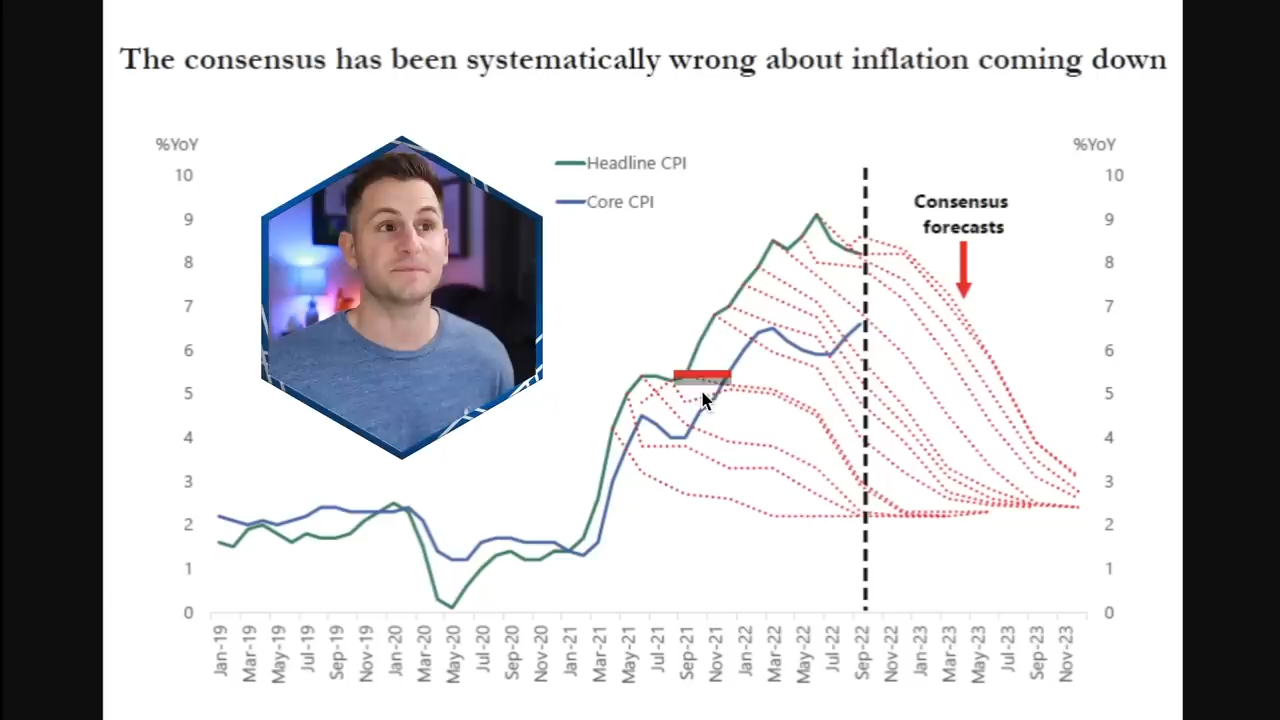 The consensus has been systematically wrong about inflation coming down
%YoY
%YoY
Headline CPI
Core CPI
Consensus
forecasts
10
9
8
7
6
5
4
3
2
1
0
10
9
8
7
6
5
4
3
2
1
0
Jan-19
Mar-19
May-19
Jul-19
Sep-19
Nov-19
Jan-20
Mar-20
May-20
Jul-20
Sep-20
Nov-20
Jan-21
Mar-21
May-21
Jul-21
Sep-21
Nov-21
Jan-22
Mar-22
May-22
Jul-22
Sep-22
Nov-22
Jan-23
Mar-23
May-23
Jul-23
Sep-23
Nov-23